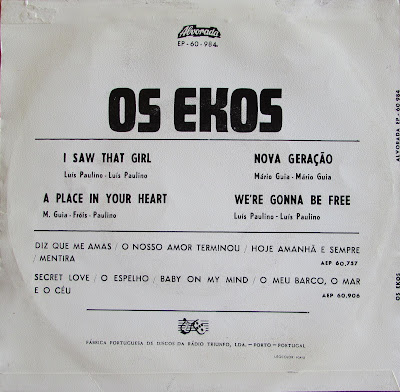 Alvorada
EP - 60 - 984
OS EKOS
I SAW THAT GIRL
Luís Paulino - Luís Paulino
NOVA GERAÇÃO
Mário Guia - Mário Guia
A PLACE IN YOUR HEART
M. Guia - Fróis - Paulino
WE'RE GONNA BE FREE
Luís Paulino - Luís Paulino
DIZ QUE ME AMAS / O NOSSO AMOR TERMINOU / HOJE AMANHÃ E SEMPRE
/ MENTIRA
AEP 60,757
SECRET LOVE / O ESPELHO / BABY ON MY MIND / O MEU BARCO, O MAR
E O CÉU
AEP 60,906
FÁBRICA PORTUGUESA DE DISCOS DA RÁDIO TRIUNFO, LDA. — PORTO — PORTUGAL
ALVORADA EP - 60 - 984
OS EKOS